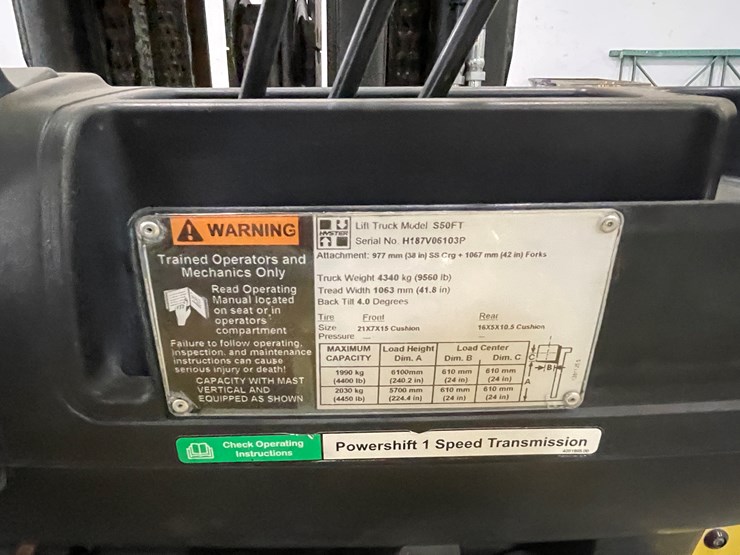 WARNING
Trained Operators and
Mechanics Only
Read Operating
Manual located
on seat or in
operators'
compartment
Failure to follow operating,
inspection, and maintenance
instructions can cause
serious injury or death!
CAPACITY WITH MAST
VERTICAL AND
EQUIPPED AS SHOWN
HYSTER
Lift Truck Model S50FT
Serial No. H187V06103P
Attachment: 977 mm (38 in) SS Crg + 1067 mm (42 in) Forks
Truck Weight 4340 kg (9560 lb)
Tread Width 1063 mm (41.8 in)
Back Tilt 4.0 Degrees
Tire Front Rear
Size 21X7X15 Cushion 16X5X10.5 Cushion
Pressure — —
MAXIMUM CAPACITY Load Height Dim. A Load Center Dim. B Dim. C
1990 kg 6100mm 610 mm 610 mm
(4400 lb) (240.2 in) (24 in) (24 in)
2030 kg 5700 mm 610 mm 610 mm
(4450 lb) (224.4 in) (24 in) (24 in)
C
B
A
Check Operating
Instructions
Powershift 1 Speed Transmission